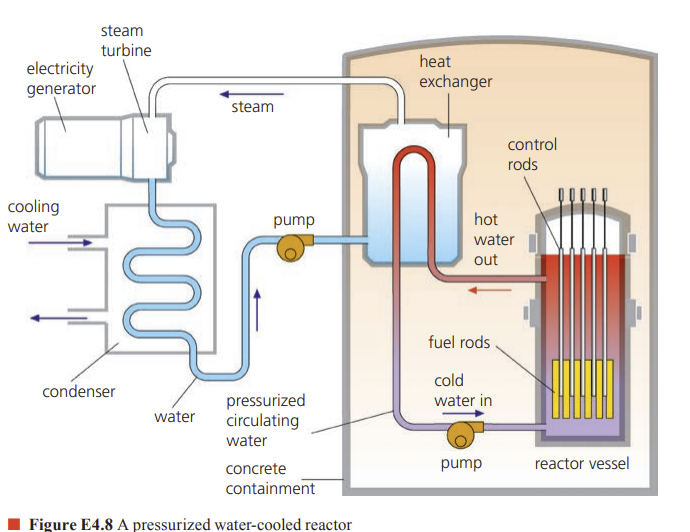 steam
turbine
electricity
generator
steam
heat
exchanger
control
rods
cooling
water
pump
hot
water
out
fuel rods
cold
water in
condenser
water
pressurized
circulating
water
pump
reactor vessel
concrete
containment
Figure E4.8 A pressurized water-cooled reactor